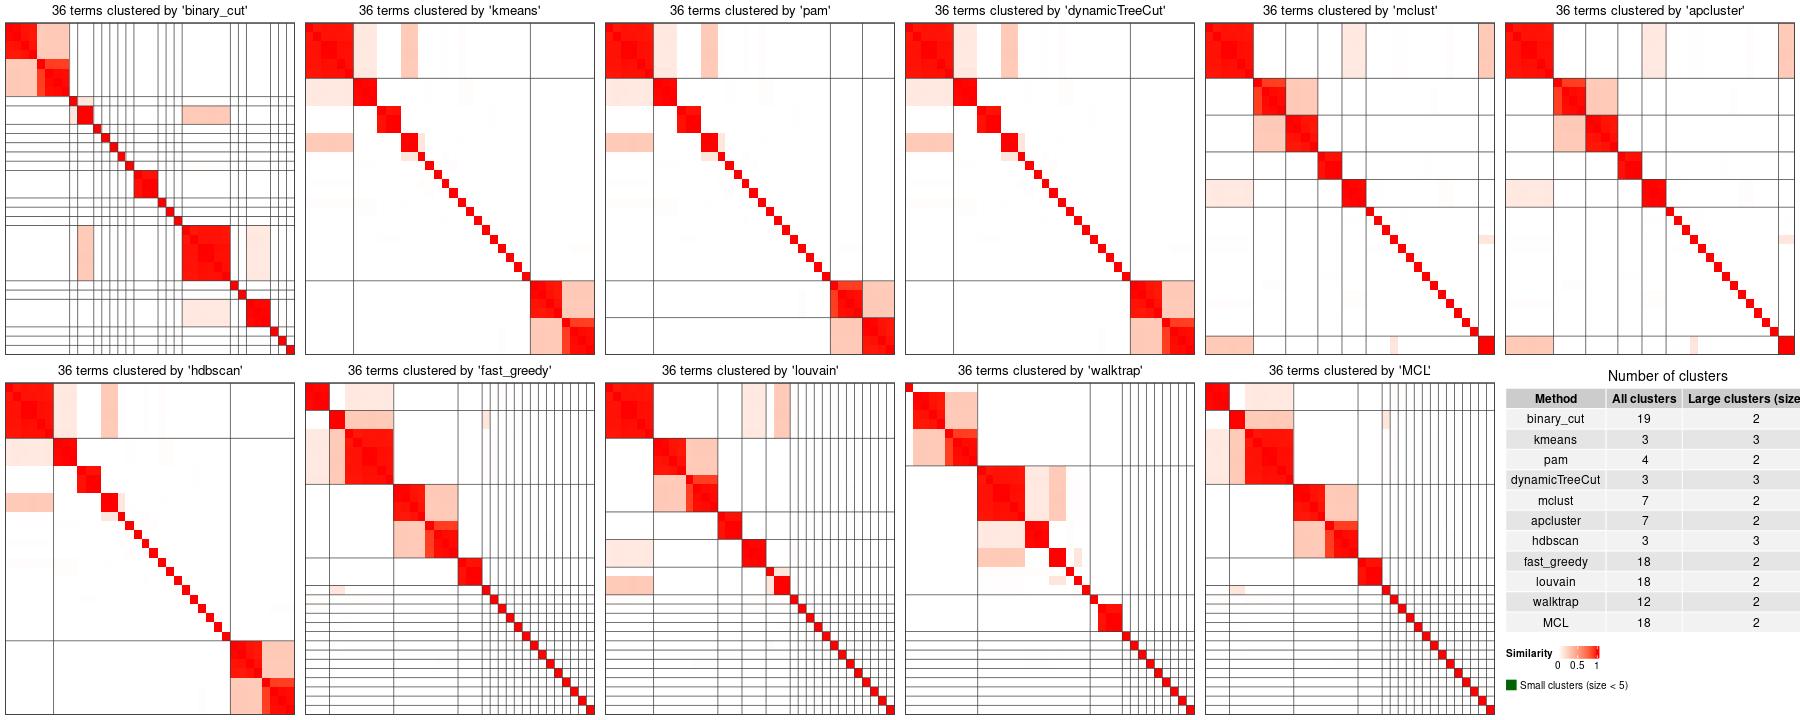 36 terms clustered by 'binary_cut'
36 terms clustered by 'kmeans'
36 terms clustered by 'pam'
36 terms clustered by 'dynamicTreeCut'
36 terms clustered by 'mclust'
36 terms clustered by 'apcluster'
36 terms clustered by 'hdbscan'
36 terms clustered by 'fast_greedy'
36 terms clustered by 'louvain'
36 terms clustered by 'walktrap'
36 terms clustered by 'MCL'
Number of clusters
Method All clusters Large clusters (size
binary_cut 19 2
kmeans 3 3
pam 4 2
dynamicTreeCut 3 3
mclust 7 2
apcluster 7 2
hdbscan 3 3
fast_greedy 18 2
louvain 18 2
walktrap 12 2
MCL 18 2
Similarity
0 0.5 1
Small clusters (size < 5)